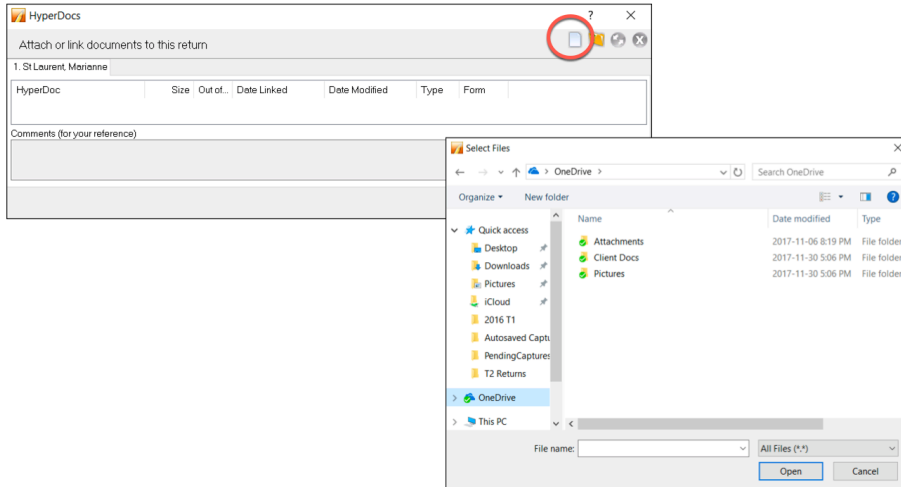 HyperDocs ? ×
Attach or link documents to this return
1. St Laurent, Marianne
HyperDoc Size Out of... Date Linked Date Modified Type Form
Comments (for your reference)
Select Files
> OneDrive >
Search OneDrive
Organize New folder ?
Name Date modified Type
Quick access
Desktop
Downloads
Pictures
iCloud
2016 T1
Autosaved Captu
PendingCaptures
T2 Returns
OneDrive
This PC
Attachments 2017-11-06 8:19 PM File folder
Client Docs 2017-11-30 5:06 PM File folder
Pictures 2017-11-30 5:06 PM File folder
File name: All Files (*.*)
Open Cancel